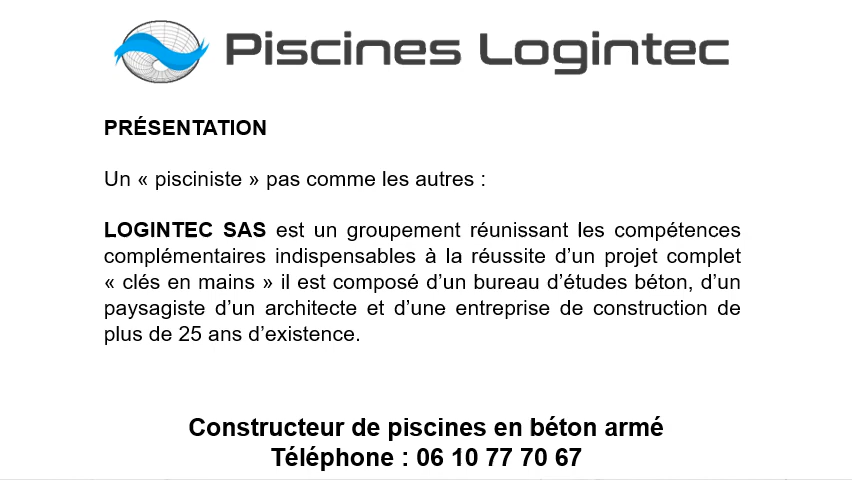 Piscines Logintec
PRÉSENTATION
Un « pisciniste » pas comme les autres :
LOGINTEC SAS est un groupement réunissant les compétences
complémentaires indispensables à la réussite d’un projet complet
« clés en mains » il est composé d’un bureau d’études béton, d’un
paysagiste d’un architecte et d’une entreprise de construction de
plus de 25 ans d’existence.
Constructeur de piscines en béton armé
Téléphone : 06 10 77 70 67